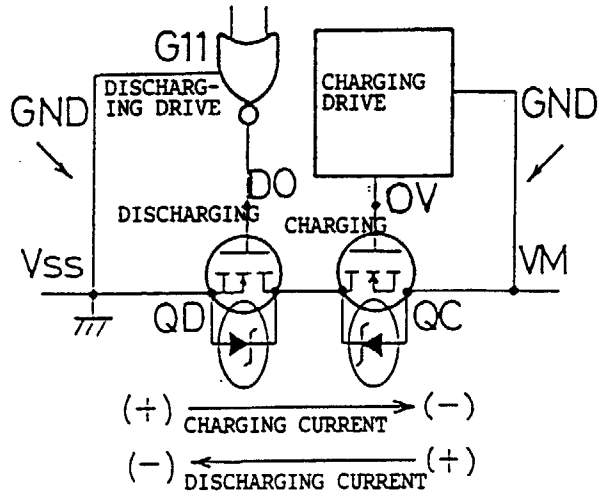 G11
DISCHARG-
ING DRIVE
CHARGING
DRIVE
GND
GND
DO
OV
DISCHARGING
CHARGING
VSS
VM
QD
QC
(+) (-)
CHARGING CURRENT
(-) (+)
DISCHARGING CURRENT